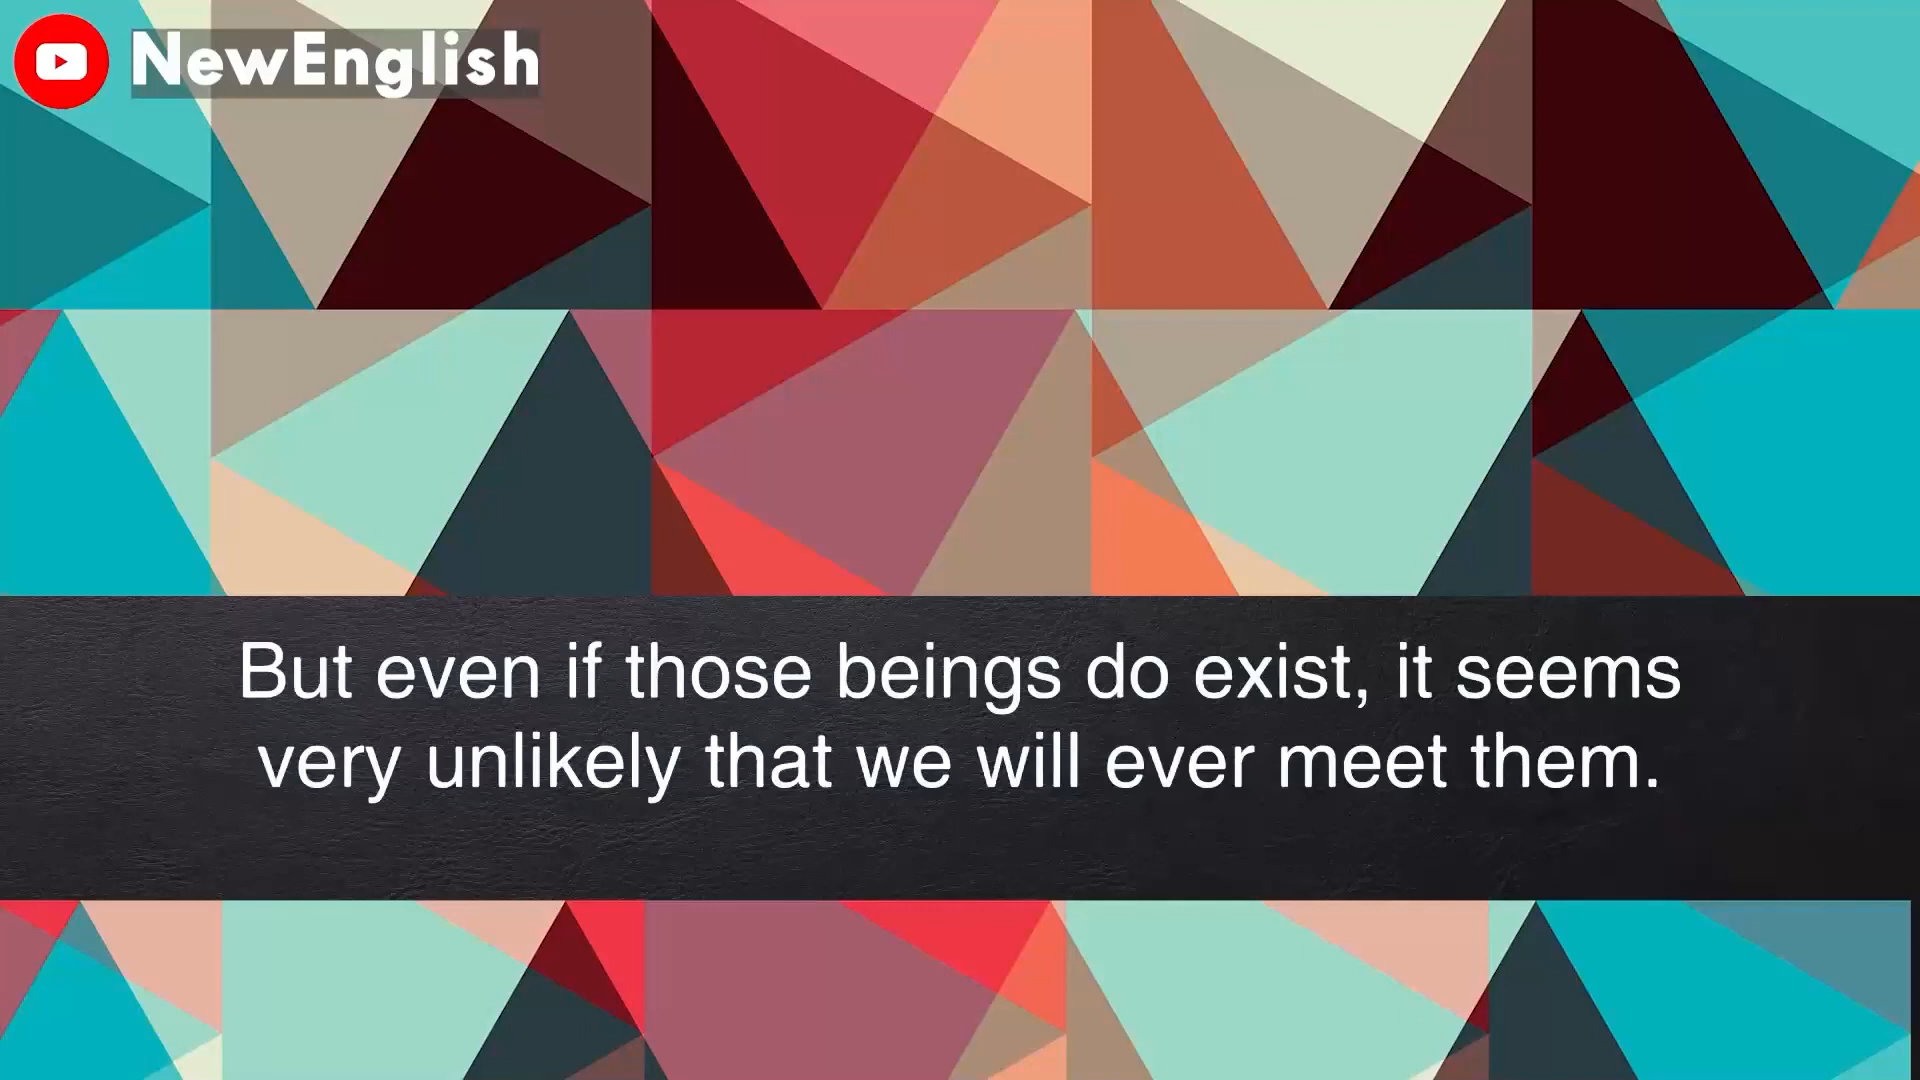 NewEnglish
But even if those beings do exist, it seems
very unlikely that we will ever meet them.